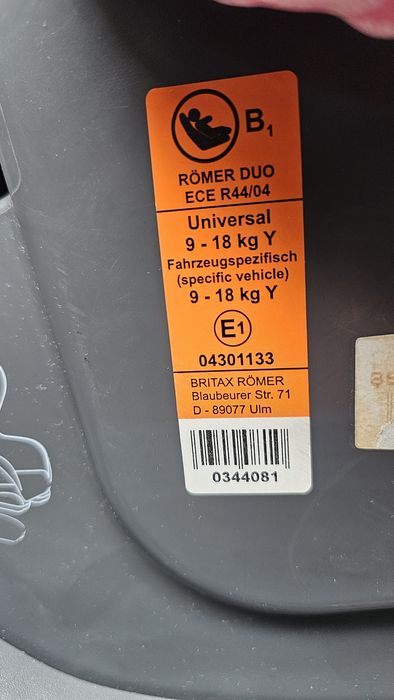 B1
RÖMER DUO
ECE R44/04
Universal
9 - 18 kg Y
Fahrzeugspezifisch
(specific vehicle)
9 - 18 kg Y
E1
04301133
BRITAX RÖMER
Blaubeurer Str. 71
D - 89077 Ulm
0344081